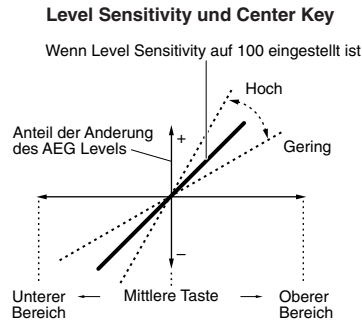 Level Sensitivity und Center Key
Wenn Level Sensitivity auf 100 eingestellt ist
Hoch
+
Anteil der Anderung
des AEG Levels
Gering
–
Unterer
Bereich
Mittlere Taste
Oberer
Bereich